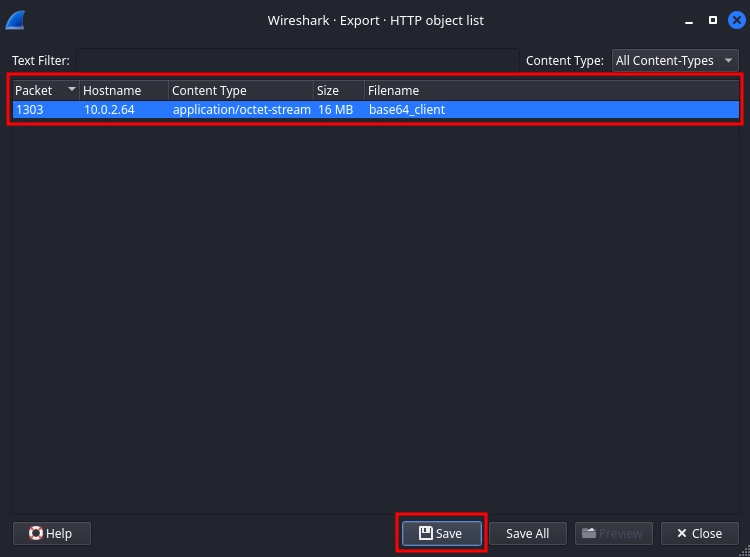 Wireshark · Export · HTTP object list
Text Filter: Content Type: All Content-Types
Packet Hostname Content Type Size Filename
1303 10.0.2.64 application/octet-stream 16 MB base64_client
Help Save Save All Preview Close